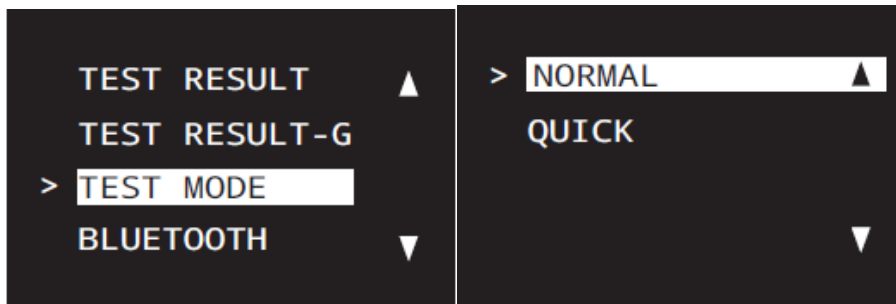 TEST RESULT
TEST RESULT-G
> TEST MODE
BLUETOOTH
> NORMAL
QUICK